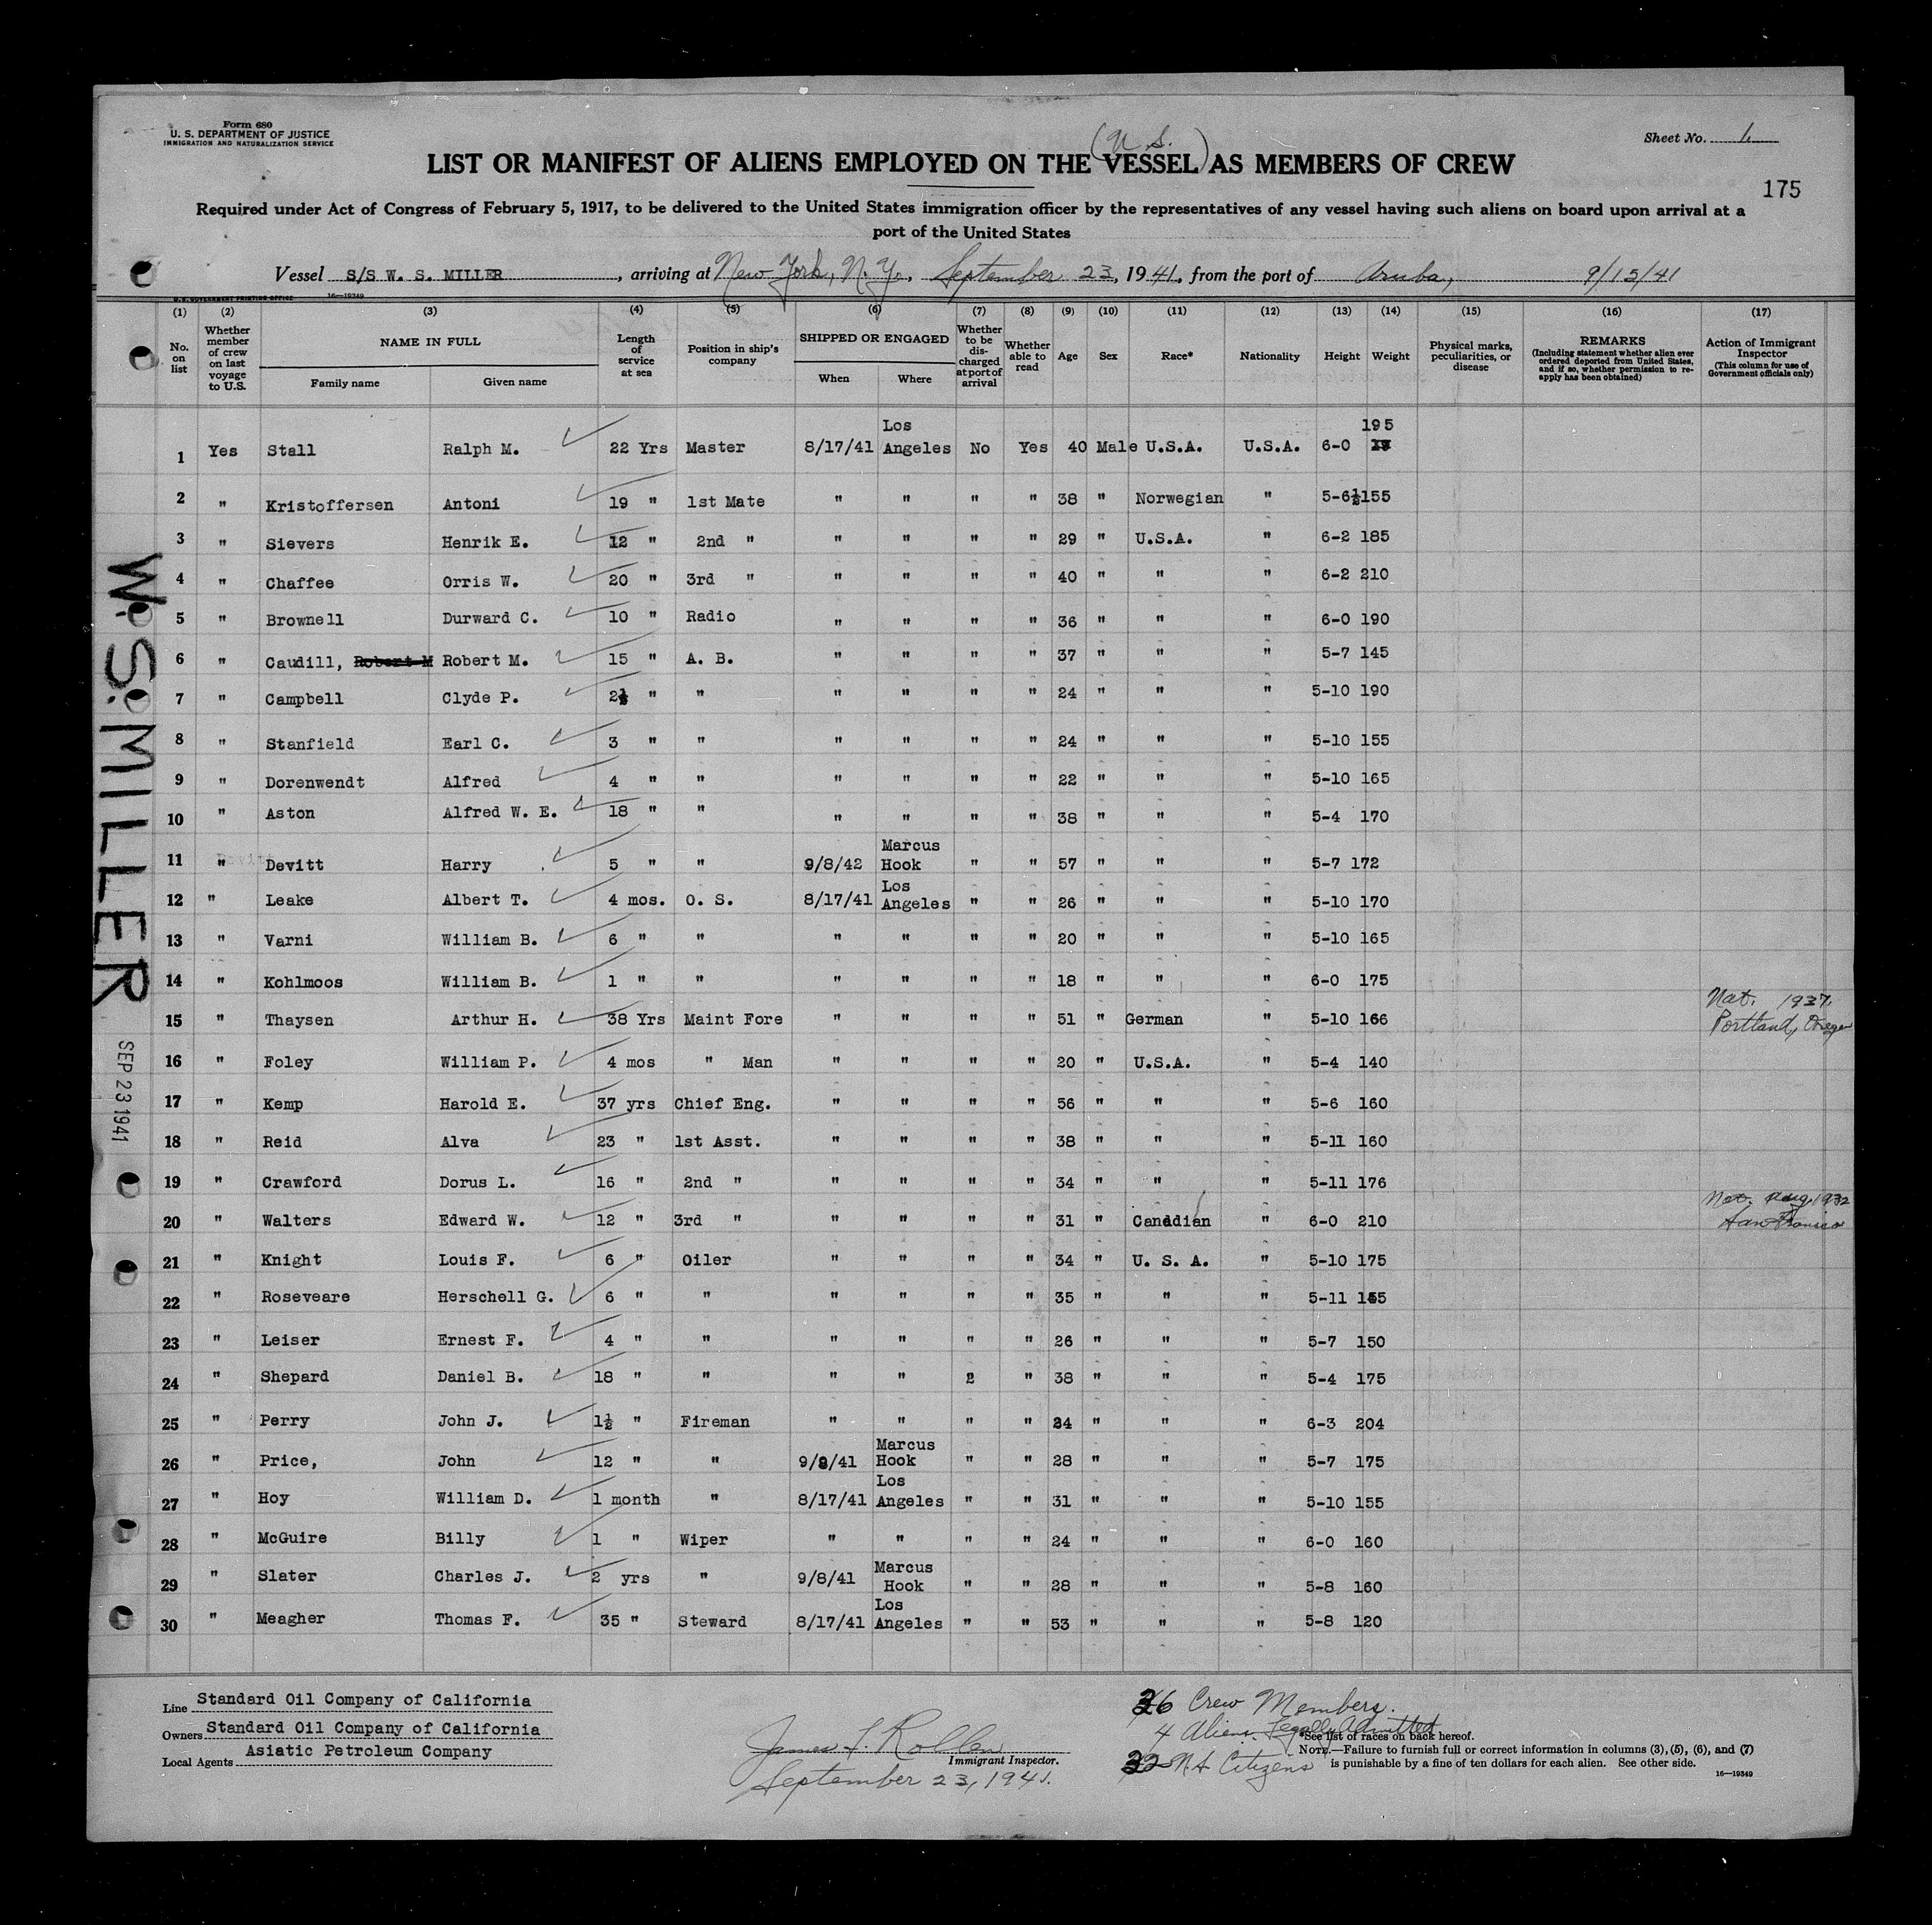 Form 680
U. S. DEPARTMENT OF JUSTICE
IMMIGRATION AND NATURALIZATION SERVICE
Sheet No. 1
(U.S.)
LIST OR MANIFEST OF ALIENS EMPLOYED ON THE VESSEL AS MEMBERS OF CREW
175
Required under Act of Congress of February 5, 1917, to be delivered to the United States immigration officer by the representatives of any vessel having such aliens on board upon arrival at a
port of the United States
Vessel S/S W. S. MILLER, arriving at New York, N. Y., September 23, 1941, from the port of Aruba, 9/15/41
U.S. GOVERNMENT PRINTING OFFICE 16—19349
(1) (2) (3) (4) (5) (6) (7) (8) (9) (10) (11) (12) (13) (14) (15) (16) (17)
No. on list
Whether member of crew on last voyage to U.S.
NAME IN FULL
Family name Given name
Length of service at sea
Position in ship's company
SHIPPED OR ENGAGED
When Where
Whether to be discharged at port of arrival
Whether able to read
Age Sex Race* Nationality Height Weight
Physical marks, peculiarities, or disease
REMARKS
(Including statement whether alien ever ordered deported from United States, and if so, whether permission to reapply has been obtained)
Action of Immigrant Inspector
(This column for use of Government officials only)
1 Yes Stall Ralph M. 22 Yrs Master 8/17/41 Los Angeles No Yes 40 Male U.S.A. U.S.A. 6-0 195
2 " Kristoffersen Antoni 19 " 1st Mate " " " " 38 " Norwegian " 5-6½ 155
3 " Sievers Henrik E. 12 " 2nd " " " " " 29 " U.S.A. " 6-2 185
4 " Chaffee Orris W. 20 " 3rd " " " " " 40 " " " 6-2 210
5 " Brownell Durward C. 10 " Radio " " " " 36 " " " 6-0 190
6 " Caudill, Robert M Robert M. 15 " A. B. " " " " 37 " " " 5-7 145
7 " Campbell Clyde P. 2½ " " " " " " 24 " " " 5-10 190
8 " Stanfield Earl C. 3 " " " " " " 24 " " " 5-10 155
9 " Dorenwendt Alfred 4 " " " " " " 22 " " " 5-10 165
10 " Aston Alfred W. E. 18 " " " " " " 38 " " " 5-4 170
11 " Devitt Harry 5 " " 9/8/42 Marcus Hook " " 57 " " " 5-7 172
12 " Leake Albert T. 4 mos. O. S. 8/17/41 Los Angeles " " 26 " " " 5-10 170
13 " Varni William B. 6 " " " " " " 20 " " " 5-10 165
14 " Kohlmoos William B. 1 " " " " " " 18 " " " 6-0 175
15 " Thaysen Arthur H. 38 Yrs Maint Fore " " " " 51 " German " 5-10 166 Nat. 1937, Portland, Oregon
16 " Foley William P. 4 mos " Man " " " " 20 " U.S.A. " 5-4 140
17 " Kemp Harold E. 37 yrs Chief Eng. " " " " 56 " " " 5-6 160
18 " Reid Alva 23 " 1st Asst. " " " " 38 " " " 5-11 160
19 " Crawford Dorus L. 16 " 2nd " " " " " 34 " " " 5-11 176
20 " Walters Edward W. 12 " 3rd " " " " " 31 " Canadian " 6-0 210 Nat. Aug 1932 San Francisco
21 " Knight Louis F. 6 " Oiler " " " " 34 " U. S. A. " 5-10 175
22 " Roseveare Herschell G. 6 " " " " " " 35 " " " 5-11
23 " Leiser Ernest F. 4 " " " " " " 26 " " " 5-7 150
24 " Shepard Daniel B. 18 " " " " 2 " 38 " " " 5-4 175
25 " Perry John J. 1½ " Fireman " " " " 24 " " " 6-3 204
26 " Price, John 12 " " 9/8/41 Marcus Hook " " 28 " " " 5-7 175
27 " Hoy William D. 1 month " 8/17/41 Los Angeles " " 31 " " " 5-10 155
28 " McGuire Billy 1 " Wiper " " " " 24 " " " 6-0 160
29 " Slater Charles J. 2 yrs " 9/8/41 Marcus Hook " " 28 " " " 5-8 160
30 " Meagher Thomas F. 35 " Steward 8/17/41 Los Angeles " " 53 " " " 5-8 120
W. S. MILLER
SEP 23 1941
Line Standard Oil Company of California
Owners Standard Oil Company of California
Local Agents Asiatic Petroleum Company
Immigrant Inspector.
September 23, 1941.
36 Crew Members.
4 Aliens Legally Admitted
32 U.S. Citizens
*See list of races on back hereof.
NOTE.—Failure to furnish full or correct information in columns (3), (5), (6), and (7)
is punishable by a fine of ten dollars for each alien. See other side.
16—19349